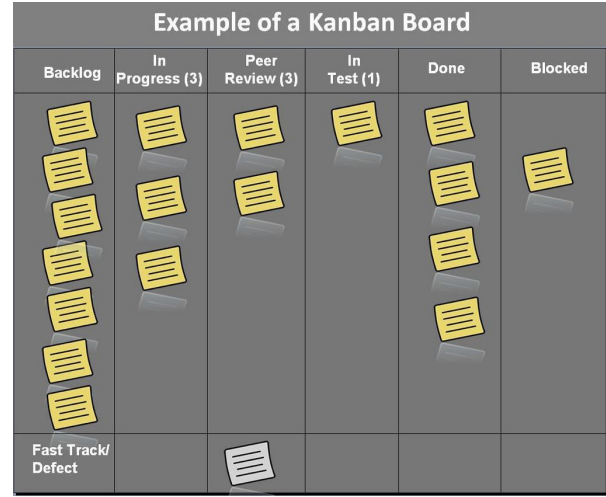 Example of a Kanban Board
Backlog
In
Progress (3)
Peer
Review (3)
In
Test (1)
Done
Blocked
Fast Track/
Defect